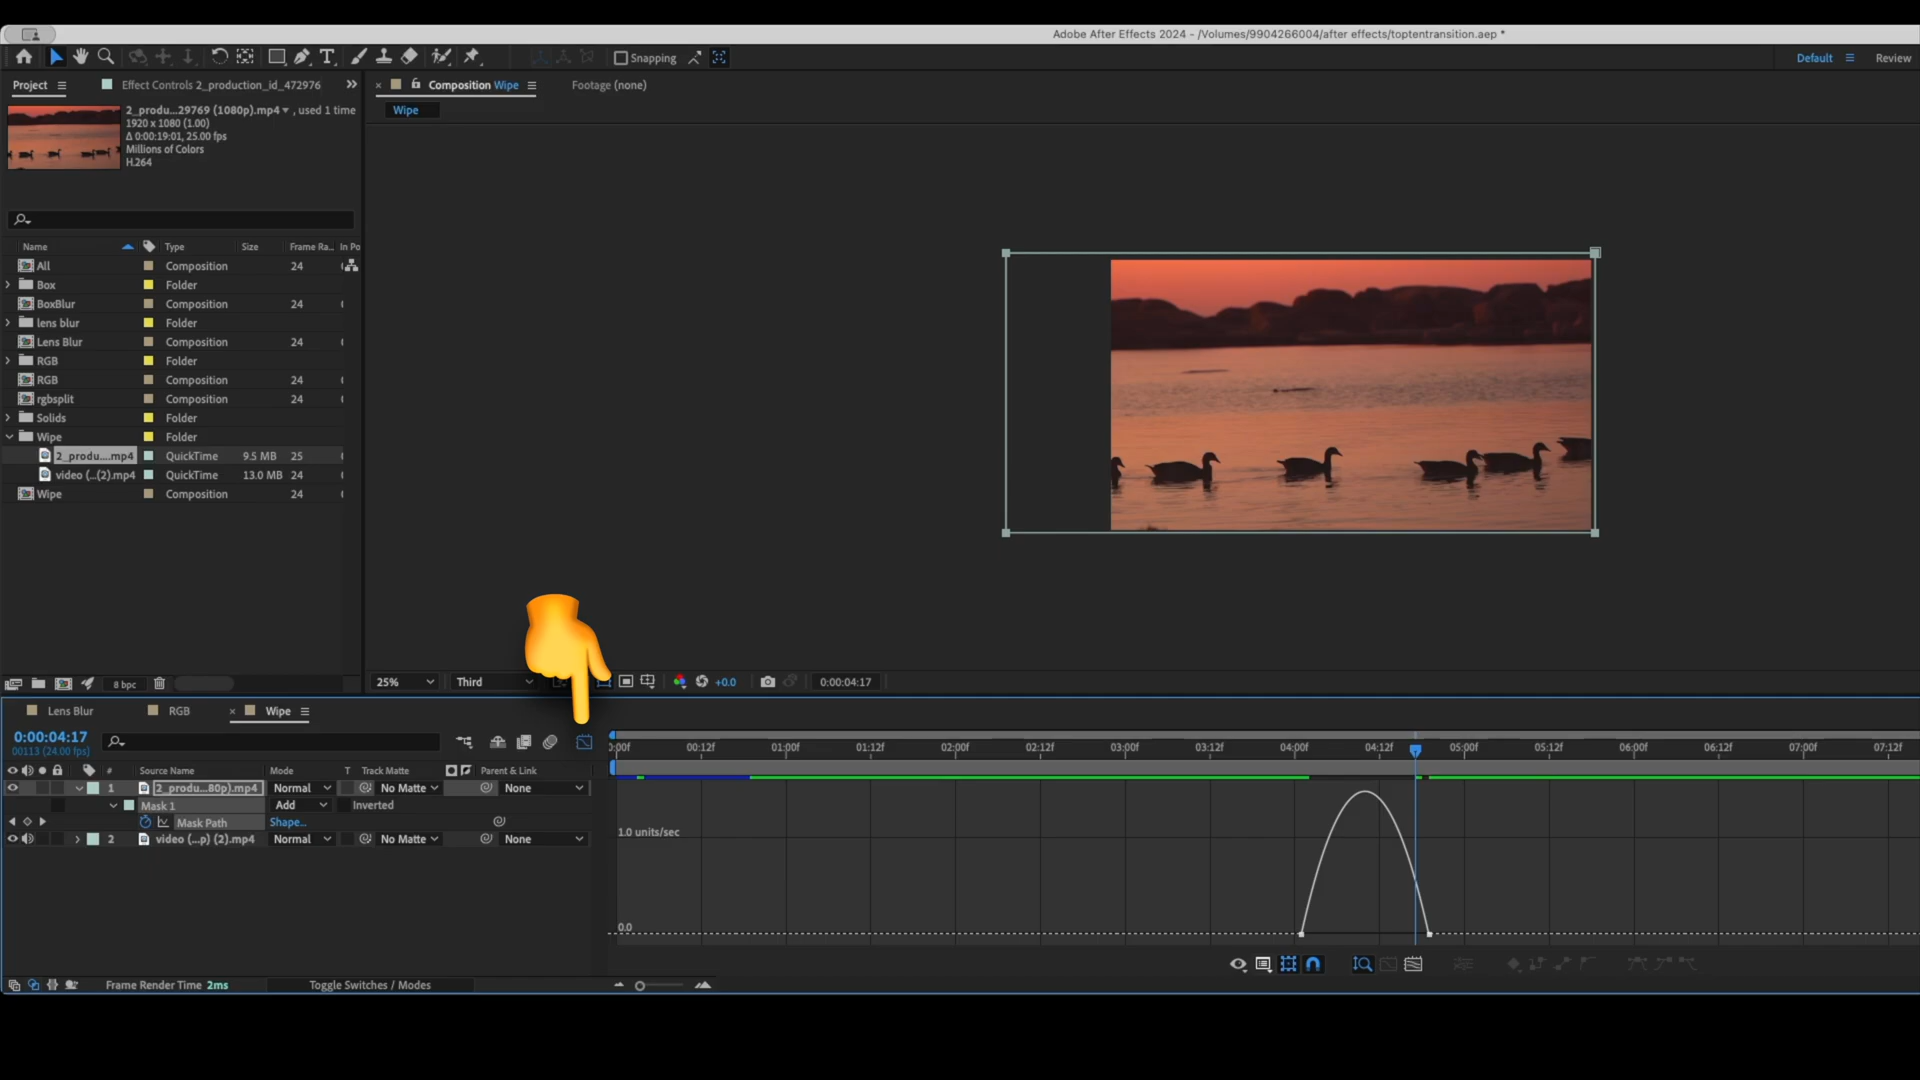 Adobe After Effects 2024 - /Volumes/9904266004/after effects/toptentransition.aep *
Snapping
Default
Review
Project
Effect Controls 2_production_id_472976
Composition Wipe
Footage (none)
Wipe
2_produ...29769 (1080p).mp4 , used 1 time
1920 x 1080 (1.00)
Δ 0:00:19:01, 25.00 fps
Millions of Colors
H.264
Name Type Size Frame Ra... In Po
All Composition 24
Box Folder
BoxBlur Composition 24
lens blur Folder
Lens Blur Composition 24
RGB Folder
RGB Composition 24
rgbsplit Composition 24
Solids Folder
Wipe Folder
2_produ....mp4 QuickTime 9.5 MB 25
video (...(2).mp4 QuickTime 13.0 MB 24
Wipe Composition 24
8 bpc
25%
Third
+0.0
0:00:04:17
Lens Blur
RGB
Wipe
0:00:04:17
00113 (24.00 fps)
:00f 00:12f 01:00f 01:12f 02:00f 02:12f 03:00f 03:12f 04:00f 04:12f 05:00f 05:12f 06:00f 06:12f 07:00f 07:12f
# Source Name Mode T Track Matte Parent & Link
1 2_produ...80p).mp4 Normal No Matte None
Mask 1 Add Inverted
Mask Path Shape...
2 video (...p) (2).mp4 Normal No Matte None
1.0 units/sec
0.0
Frame Render Time 2ms
Toggle Switches / Modes